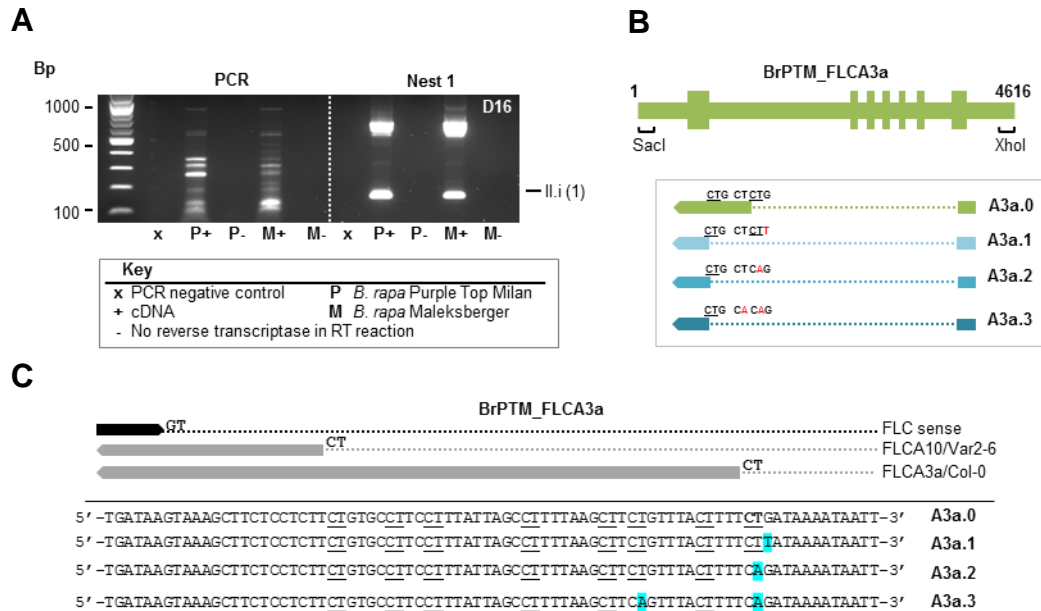 A
Bp
PCR
Nest 1
D16
1000
500
100
II.i (1)
x P+ P- M+ M- x P+ P- M+ M-
Key
x PCR negative control P B. rapa Purple Top Milan
+ cDNA M B. rapa Maleksberger
- No reverse transcriptase in RT reaction
B
BrPTM_FLCA3a
1 4616
SacI XhoI
CTG CTCTG A3a.0
CTG CTCTT A3a.1
CTG CTCAG A3a.2
CTG CACAG A3a.3
C
BrPTM_FLCA3a
GT FLC sense
CT FLCA10/Var2-6
CT FLCA3a/Col-0
5'-TGATAAGTAAAGCTTCTCCTCTTCTGTGCCTTCCTTTATTAGCCTTTTAAGCTTCTGTTTACTTTTCTGATAAAATAATT-3' A3a.0
5'-TGATAAGTAAAGCTTCTCCTCTTCTGTGCCTTCCTTTATTAGCCTTTTAAGCTTCTGTTTACTTTTCTTATAAAATAATT-3' A3a.1
5'-TGATAAGTAAAGCTTCTCCTCTTCTGTGCCTTCCTTTATTAGCCTTTTAAGCTTCTGTTTACTTTTCAGATAAAATAATT-3' A3a.2
5'-TGATAAGTAAAGCTTCTCCTCTTCTGTGCCTTCCTTTATTAGCCTTTTAAGCTTCAGTTTACTTTTCAGATAAAATAATT-3' A3a.3